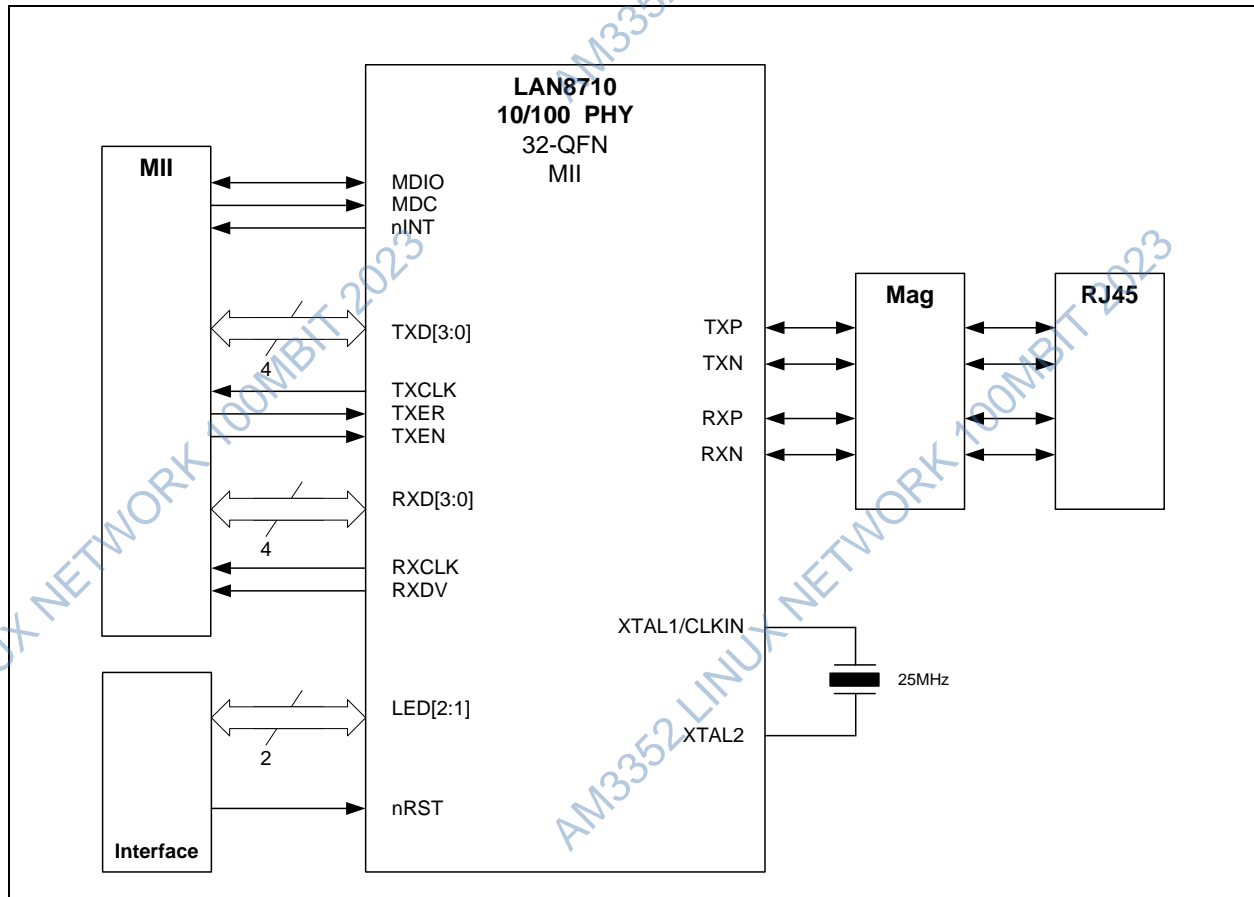 LAN8710
10/100 PHY
32-QFN
MII
MII
MDIO
MDC
nINT
TXD[3:0]
4
TXCLK
TXER
TXEN
RXD[3:0]
4
RXCLK
RXDV
Interface
LED[2:1]
2
nRST
TXP
TXN
RXP
RXN
Mag
RJ45
XTAL1/CLKIN
25MHz
XTAL2
AM3352
UX NETWORK 100MBIT 2023
AM3352 LINUX NETWORK 100MBIT 2023